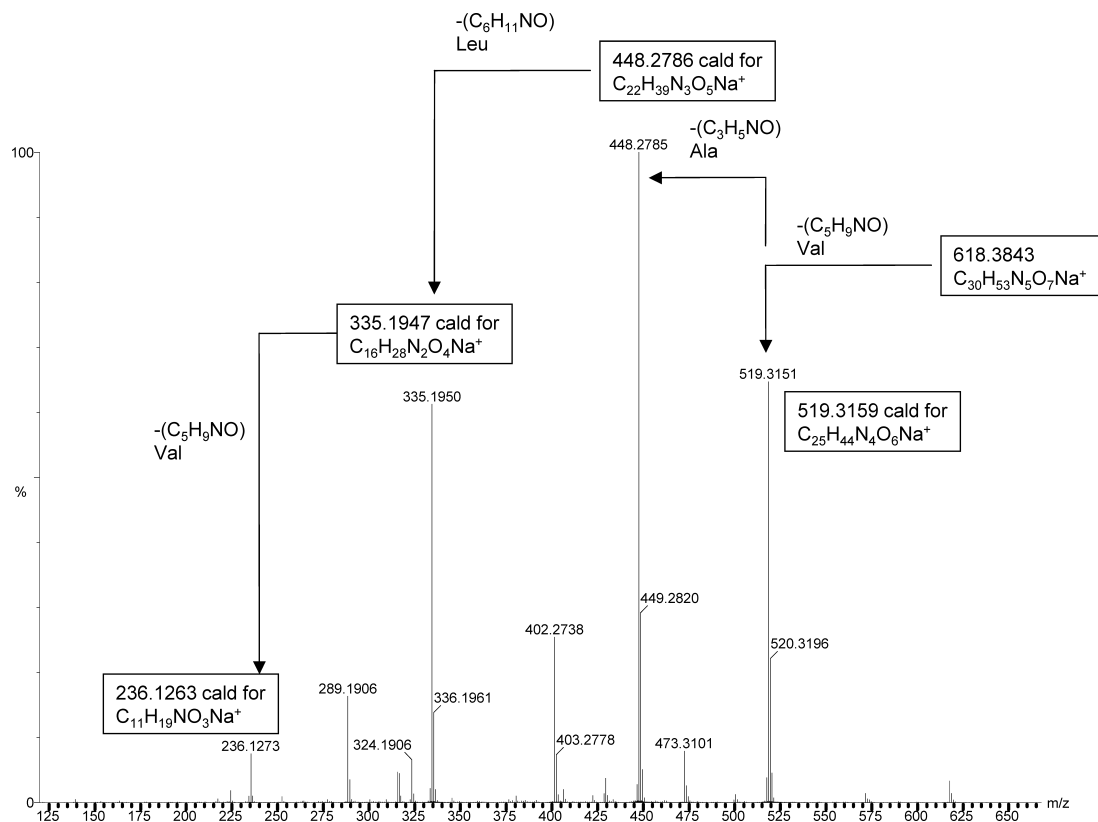 -(C₆H₁₁NO)
Leu
448.2786 cald for
C₂₂H₃₉N₃O₅Na⁺
-(C₃H₅NO)
Ala
100
448.2785
-(C₅H₉NO)
Val
618.3843
C₃₀H₅₃N₅O₇Na⁺
335.1947 cald for
C₁₆H₂₈N₂O₄Na⁺
519.3151
335.1950
519.3159 cald for
C₂₅H₄₄N₄O₆Na⁺
-(C₅H₉NO)
Val
%
449.2820
402.2738
520.3196
236.1263 cald for
C₁₁H₁₉NO₃Na⁺
289.1906
336.1961
236.1273
324.1906
403.2778
473.3101
0
m/z
125 150 175 200 225 250 275 300 325 350 375 400 425 450 475 500 525 550 575 600 625 650